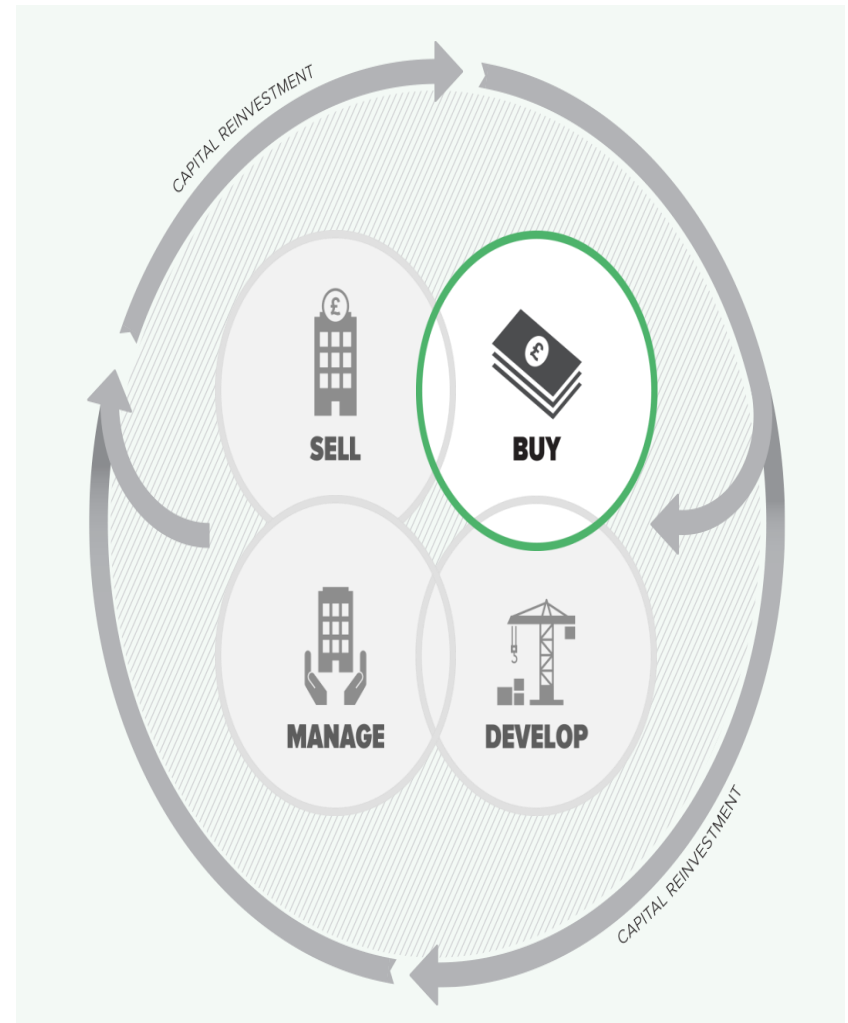 CAPITAL REINVESTMENT
£
£
SELL
BUY
MANAGE
DEVELOP
CAPITAL REINVESTMENT